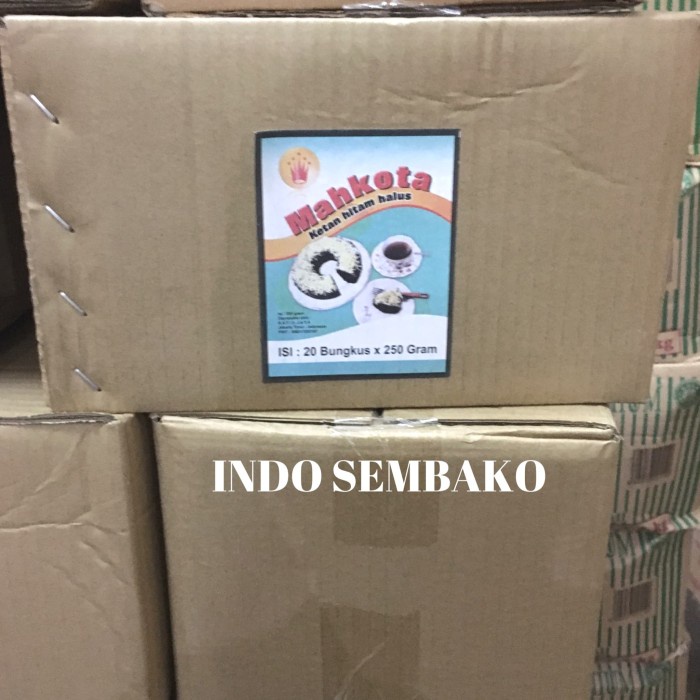 Mahkota
Ketan hitam halus
ISI : 20 Bungkus x 250 Gram
INDO SEMBAKO